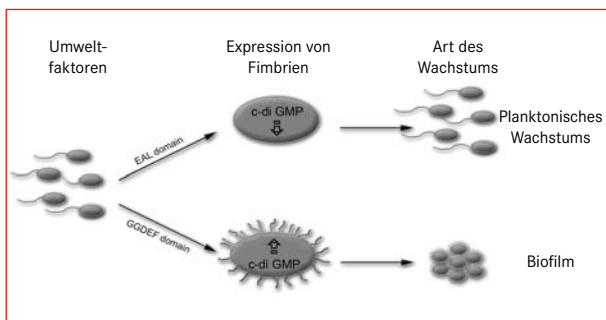 Umwelt-
faktoren
Expression von
Fimbrien
Art des
Wachstums
c-di GMP
Planktonisches
Wachstums
EAL domain
GGDEF domain
c-di GMP
Biofilm